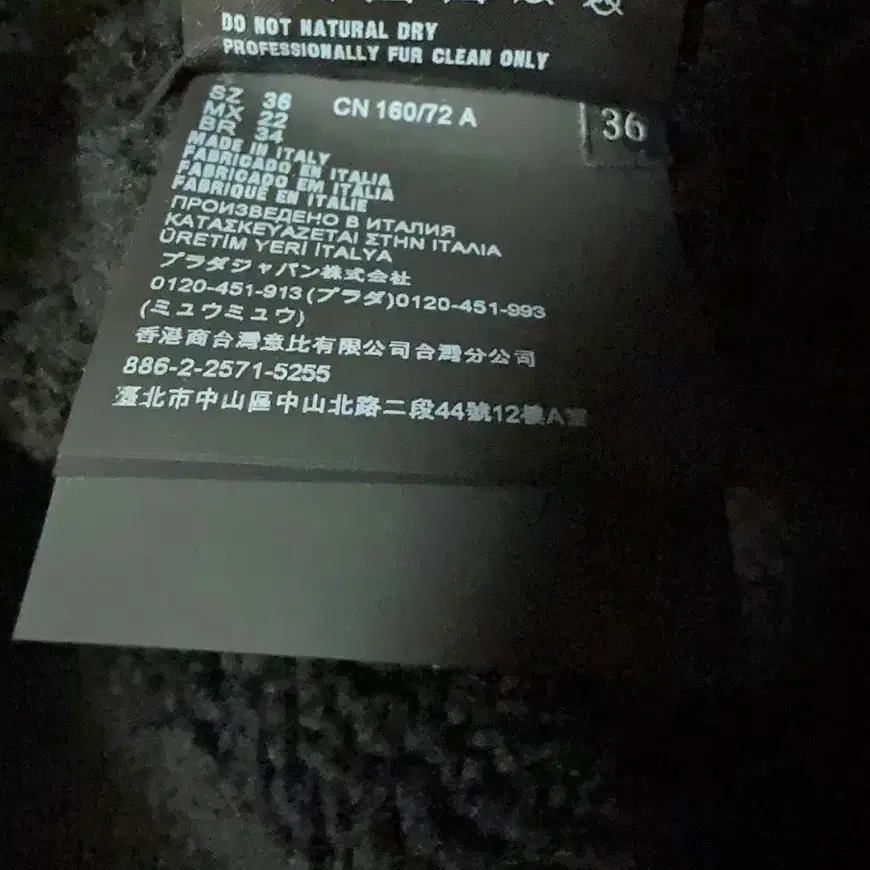 DO NOT NATURAL DRY
PROFESSIONALLY FUR CLEAN ONLY
SZ 36
MX 22
BR 34
CN 160/72 A
36
MADE IN ITALY
FABRICADO EN ITALIA
FABRICADO EM ITALIA
FABRIQUE EN ITALIE
ПРОИЗВЕДЕНО В ИТАЛИЯ
ΚΑΤΑΣΚΕΥΑΖΕΤΑΙ ΣΤΗΝ ΙΤΑΛΙΑ
ÜRETİM YERİ İTALYA
プラダジャパン株式会社
0120-451-913(プラダ)0120-451-993
(ミュウミュウ)
香港商台灣意比有限公司台灣分公司
886-2-2571-5255
臺北市中山區中山北路二段44號12樓A